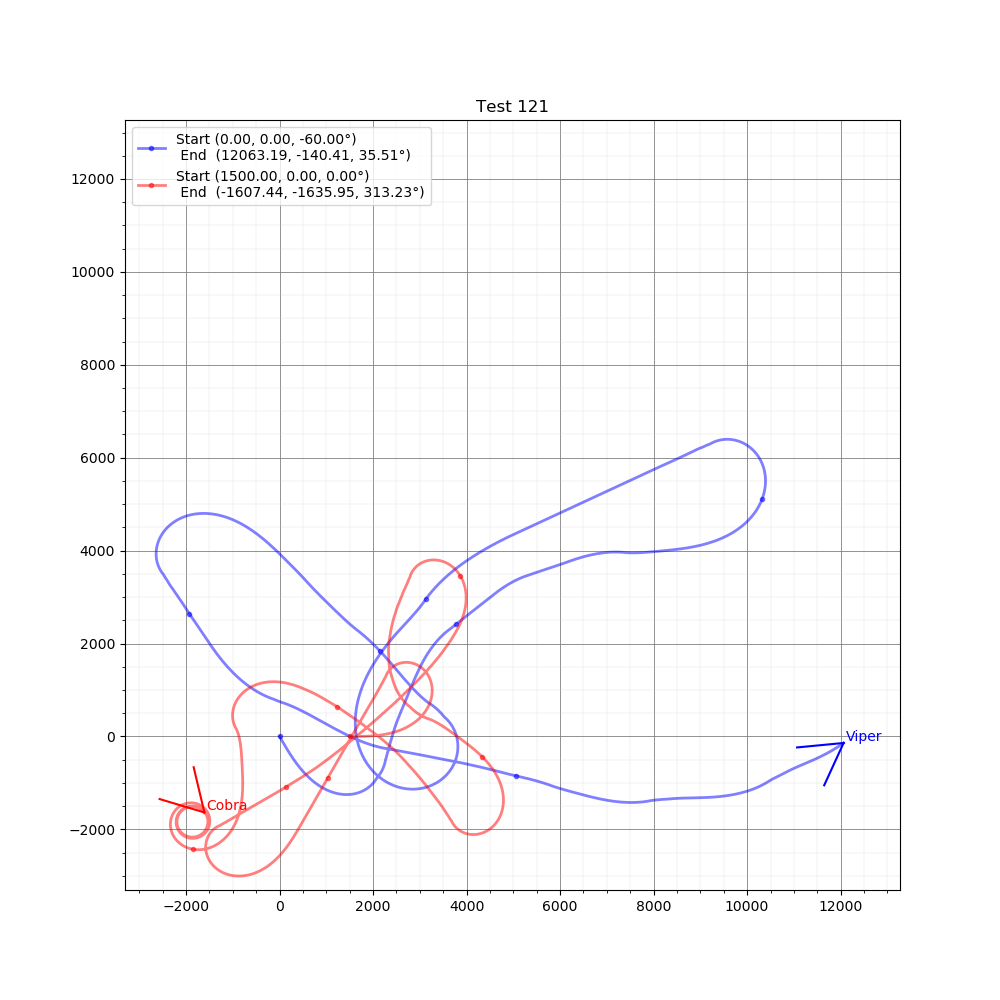 Test 121
Start (0.00, 0.00, -60.00°)
End (12063.19, -140.41, 35.51°)
Start (1500.00, 0.00, 0.00°)
End (-1607.44, -1635.95, 313.23°)
12000
10000
8000
6000
4000
2000
0
−2000
Viper
Cobra
−2000 0 2000 4000 6000 8000 10000 12000